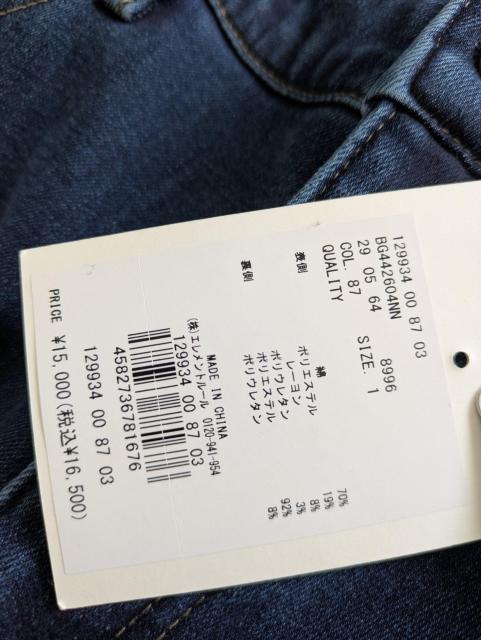 129934 00 87 03
BG442604NN
29 05 64 8996
COL. 87 SIZE. 1
QUALITY
表側 綿 70%
ポリエステル 19%
レーヨン 8%
ポリウレタン 3%
裏側 ポリエステル 92%
ポリウレタン 8%
MADE IN CHINA
(株)エレメントルール 0120-941-954
129934 00 87 03
4582736781676
129934 00 87 03
PRICE ¥15,000(税込¥16,500)